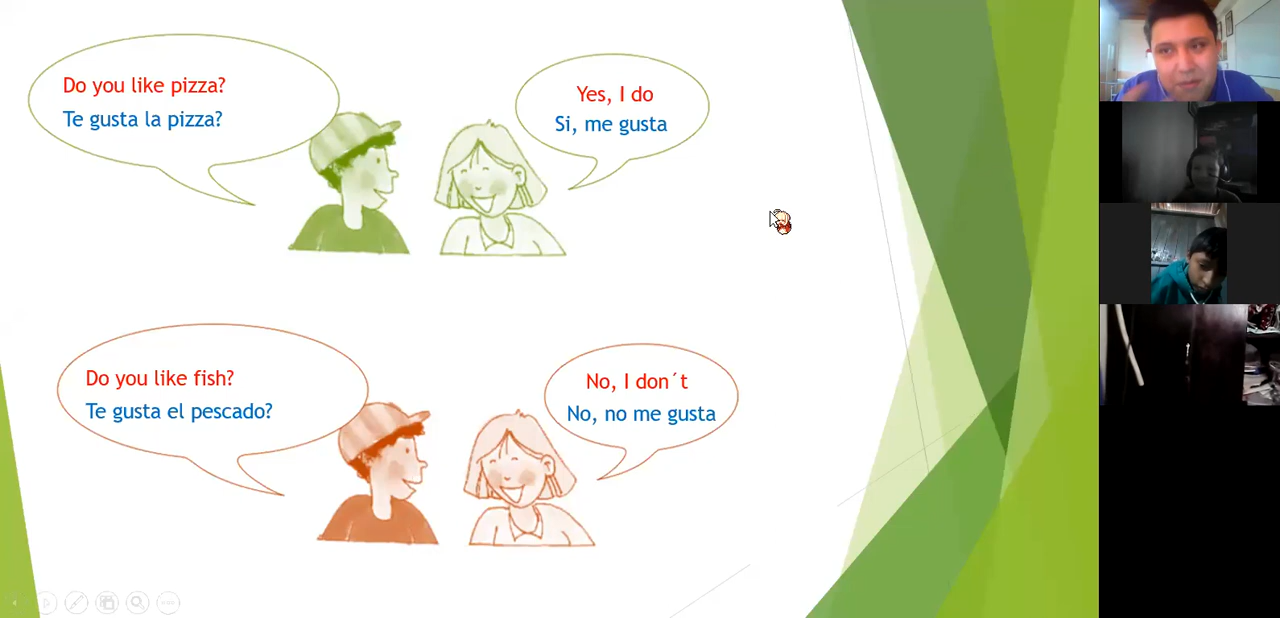 Do you like pizza?
Te gusta la pizza?
Yes, I do
Si, me gusta
Do you like fish?
Te gusta el pescado?
No, I don´t
No, no me gusta